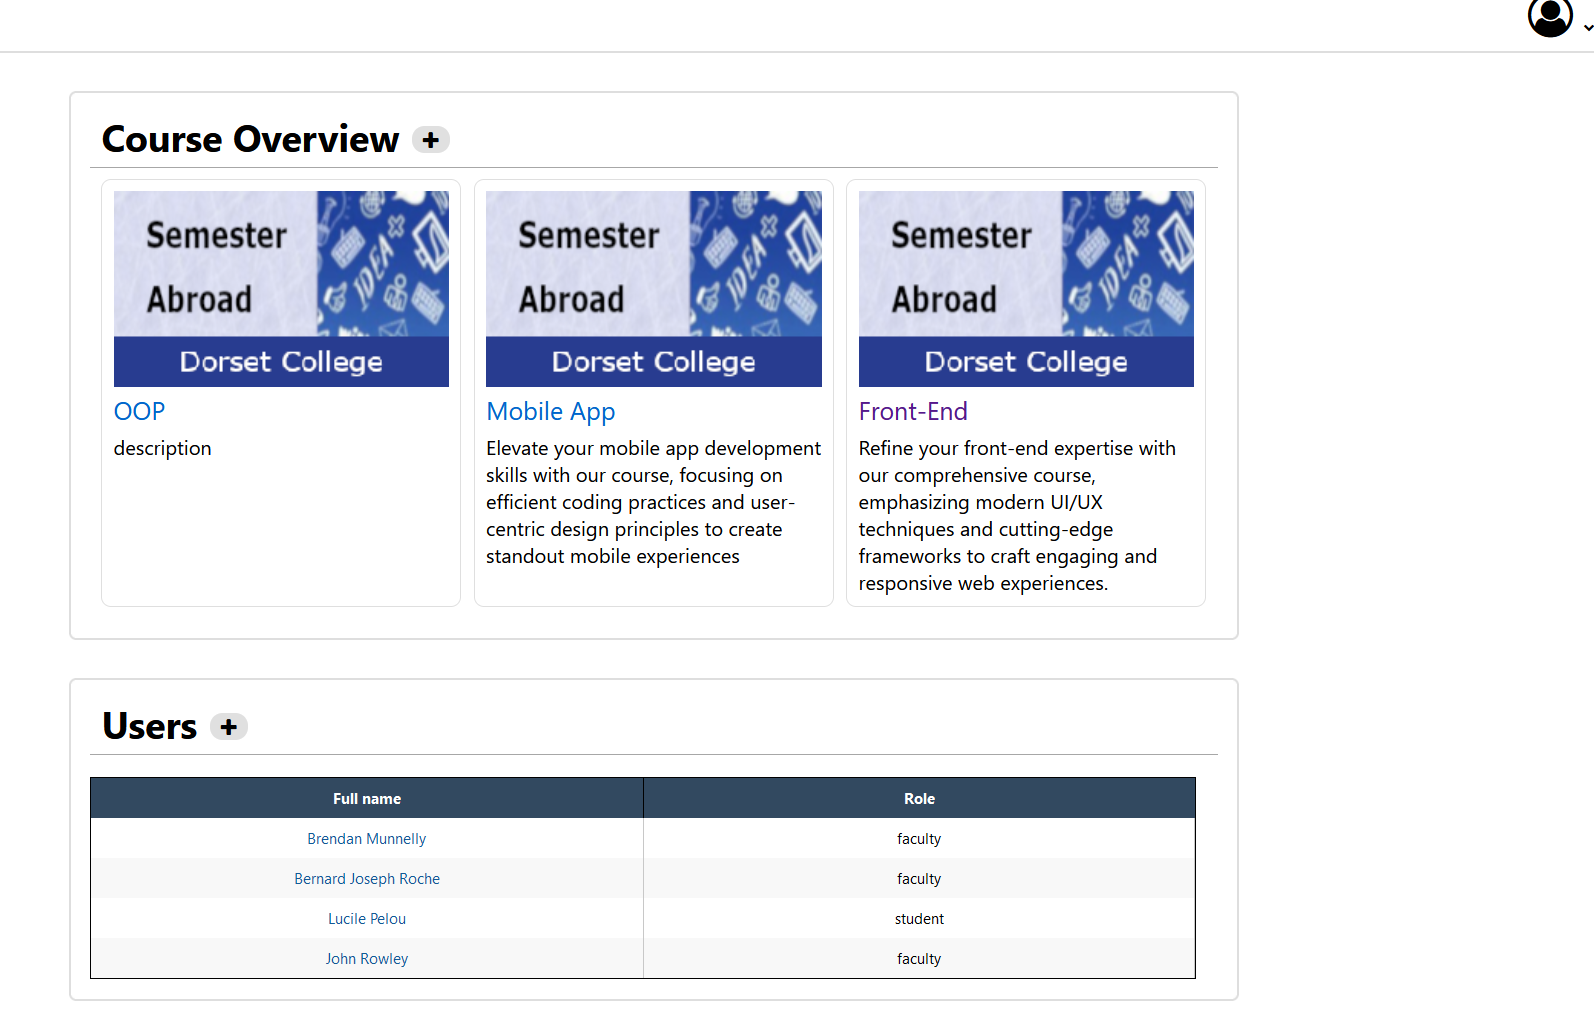 Course Overview +
Semester
Abroad
IDEA
Dorset College
OOP
description
Semester
Abroad
IDEA
Dorset College
Mobile App
Elevate your mobile app development
skills with our course, focusing on
efficient coding practices and user-
centric design principles to create
standout mobile experiences
Semester
Abroad
IDEA
Dorset College
Front-End
Refine your front-end expertise with
our comprehensive course,
emphasizing modern UI/UX
techniques and cutting-edge
frameworks to craft engaging and
responsive web experiences.
Users +
Full name Role
Brendan Munnelly faculty
Bernard Joseph Roche faculty
Lucile Pelou student
John Rowley faculty